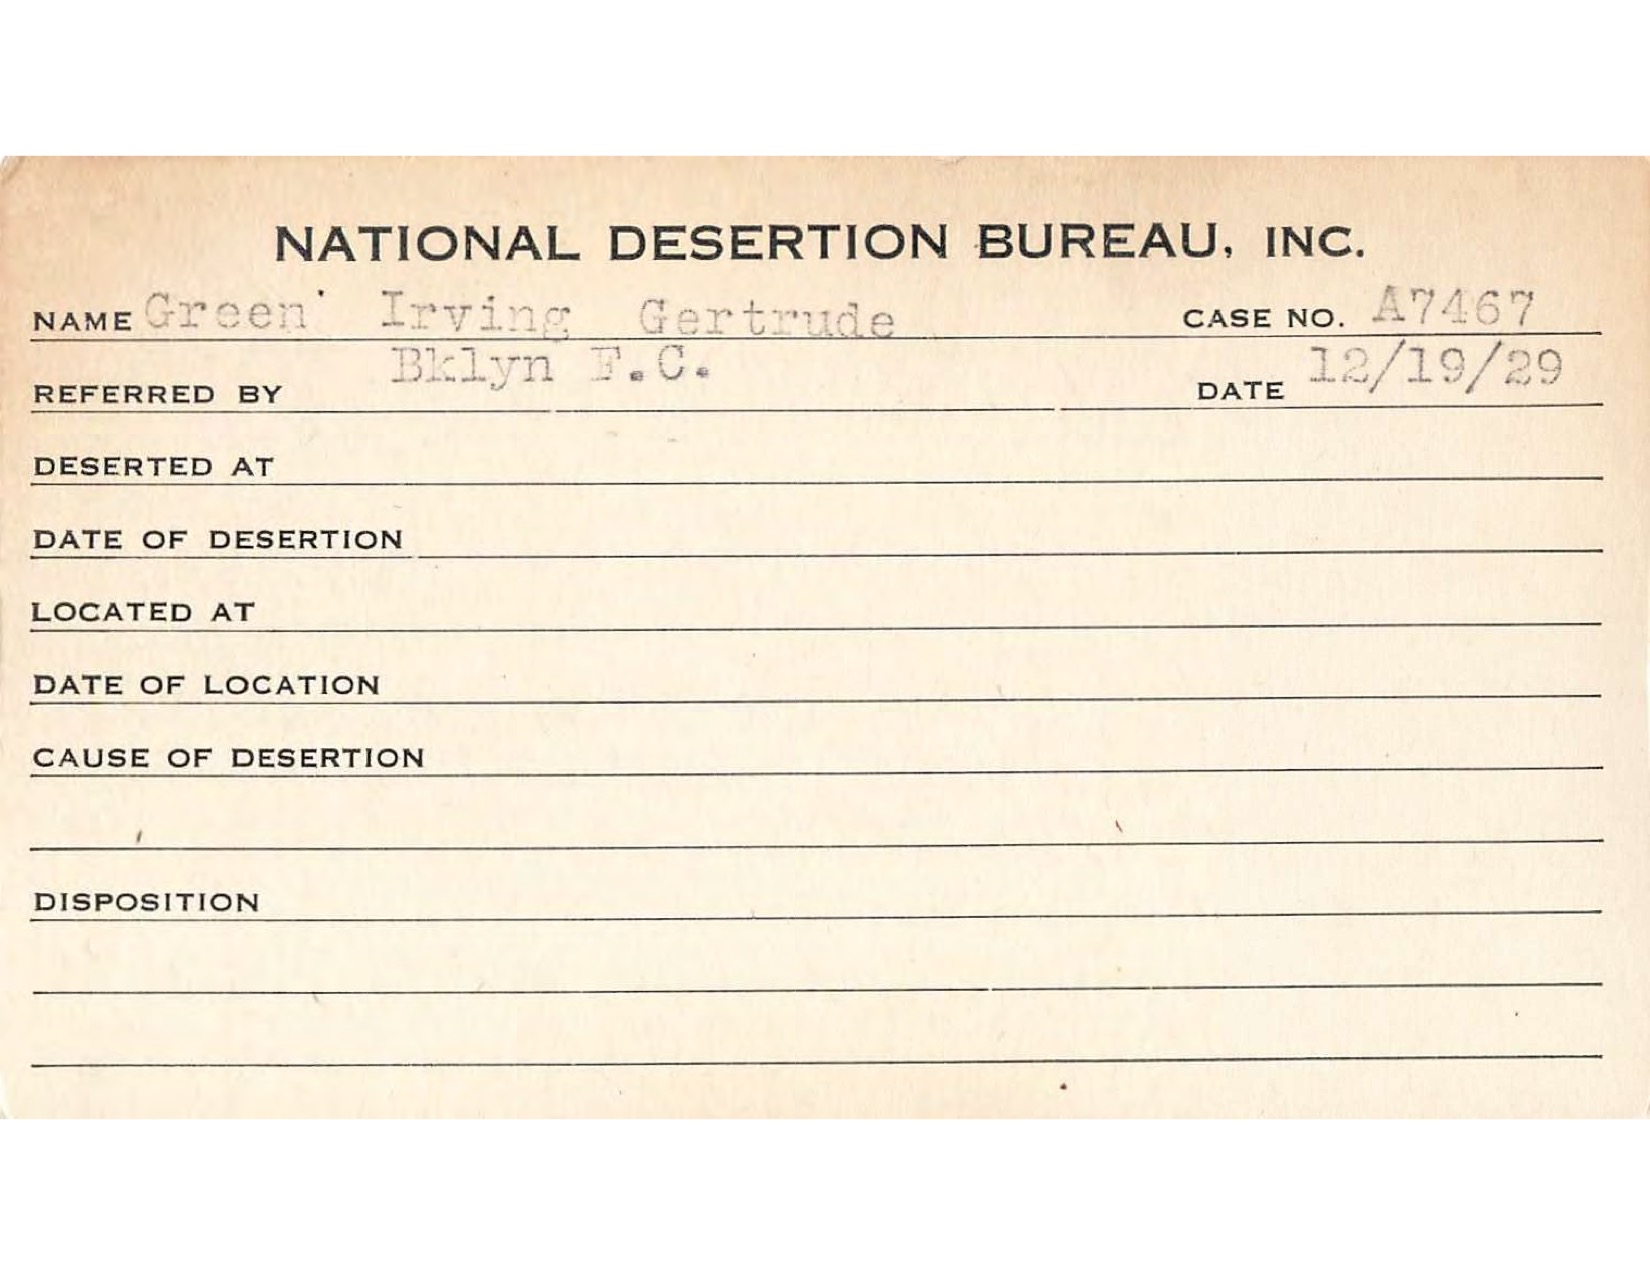 NATIONAL DESERTION BUREAU, INC.
NAME Green Irving Gertrude CASE NO. A7467
REFERRED BY Bklyn F.C. DATE 12/19/29
DESERTED AT
DATE OF DESERTION
LOCATED AT
DATE OF LOCATION
CAUSE OF DESERTION
DISPOSITION